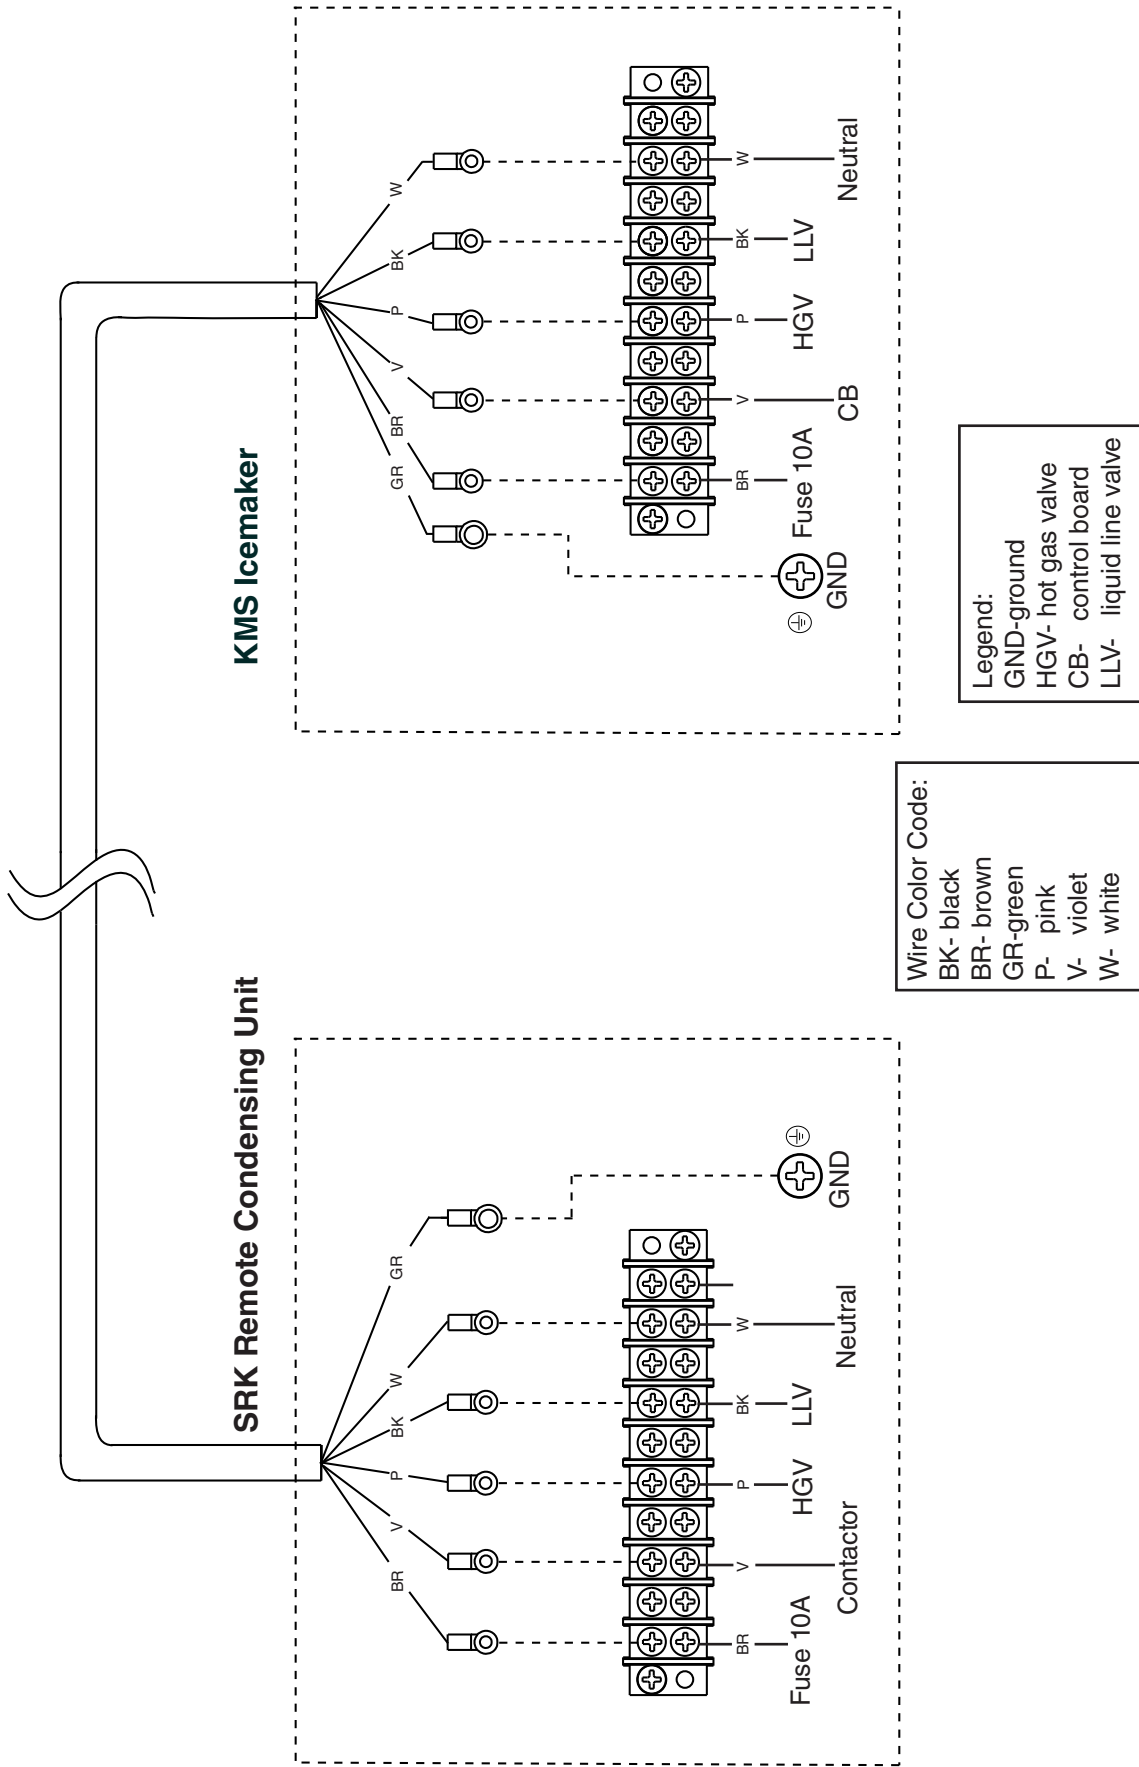 SRK Remote Condensing Unit
BR
V
P
BK
W
GR
BR
V
P
BK
W
Fuse 10A
Contactor
HGV
LLV
Neutral
GND
KMS Icemaker
GR
BR
V
P
BK
W
BR
V
P
BK
W
GND
Fuse 10A
CB
HGV
LLV
Neutral
Wire Color Code:
BK- black
BR- brown
GR-green
P- pink
V- violet
W- white
Legend:
GND-ground
HGV- hot gas valve
CB- control board
LLV- liquid line valve